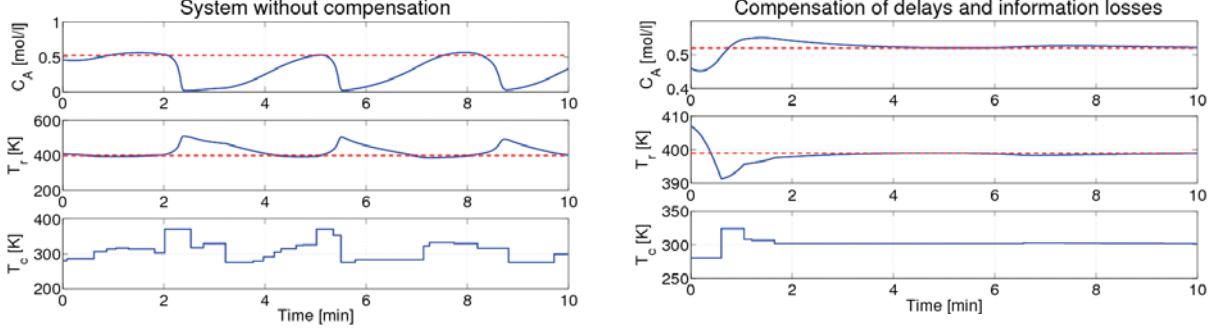 System without compensation
C_A [mol/l]
1
0.5
0
0 2 4 6 8 10
T_r [K]
600
400
200
0 2 4 6 8 10
T_c [K]
400
300
200
0 2 4 6 8 10
Time [min]
Compensation of delays and information losses
C_A [mol/l]
0.5
0.4
0 2 4 6 8 10
T_r [K]
410
400
390
0 2 4 6 8 10
T_c [K]
350
300
250
0 2 4 6 8 10
Time [min]